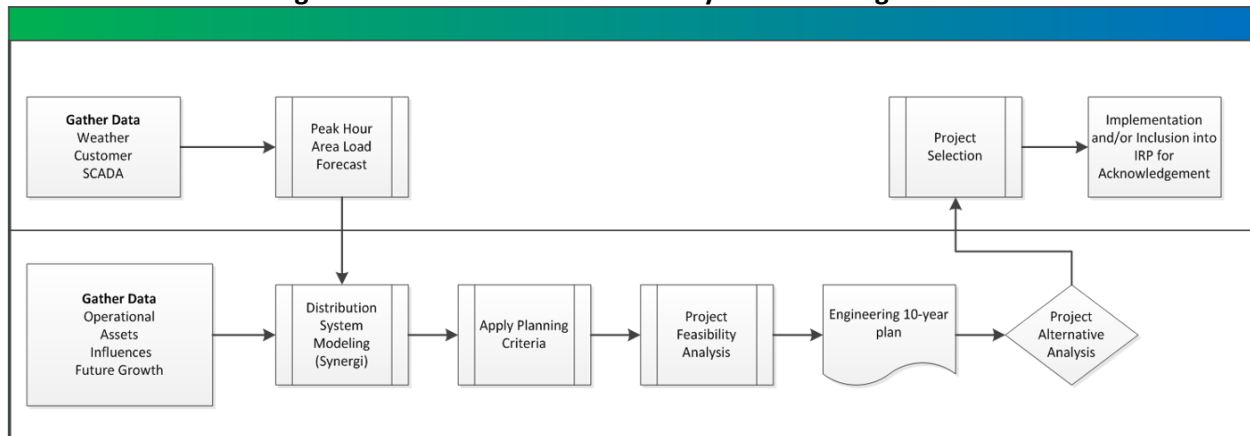 Gather Data
Weather
Customer
SCADA
Peak Hour
Area Load
Forecast
Project
Selection
Implementation
and/or Inclusion into
IRP for
Acknowledgement
Gather Data
Operational
Assets
Influences
Future Growth
Distribution
System
Modeling
(Synergi)
Apply Planning
Criteria
Project
Feasibility
Analysis
Engineering 10-year
plan
Project
Alternative
Analysis